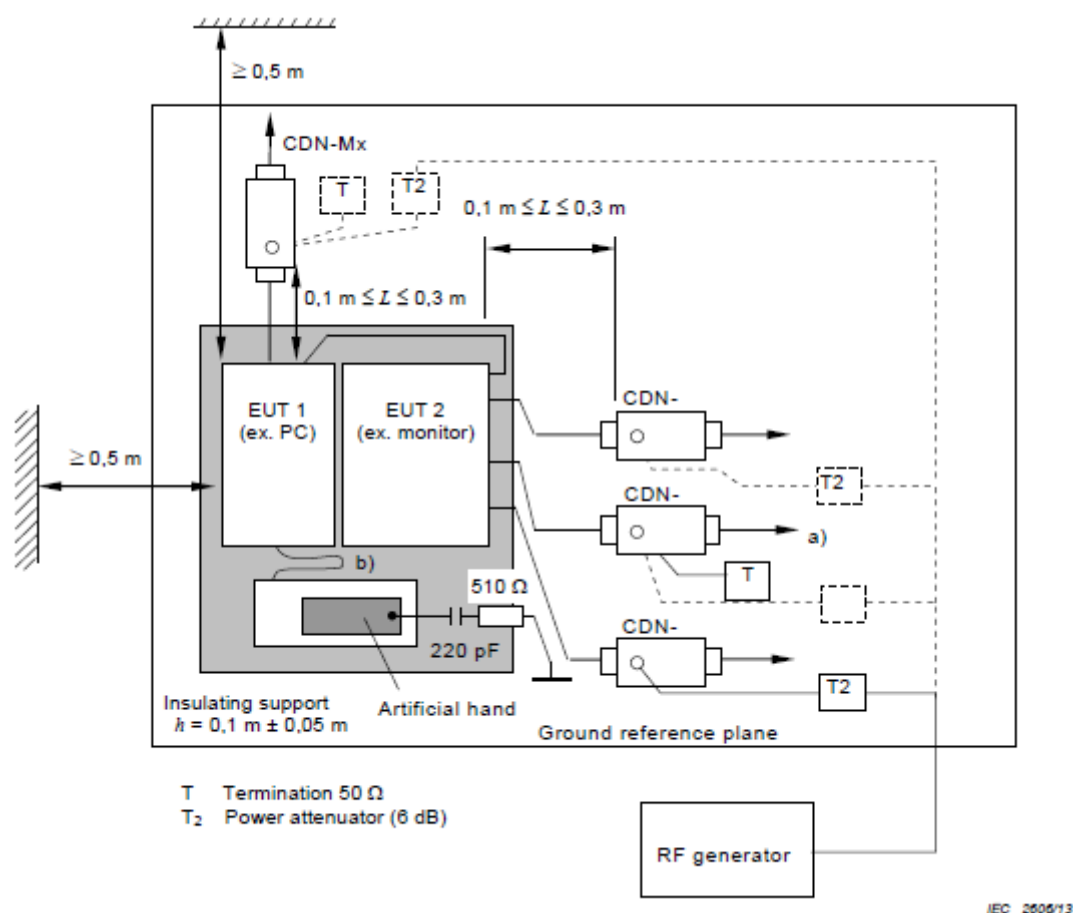 ≥ 0,5 m
CDN-Mx
T
T2
0,1 m ≤ L ≤ 0,3 m
0,1 m ≤ L ≤ 0,3 m
EUT 1
(ex. PC)
EUT 2
(ex. monitor)
CDN-
≥ 0,5 m
T2
CDN-
a)
b)
T
510 Ω
CDN-
220 pF
T2
Insulating support
h = 0,1 m ± 0,05 m
Artificial hand
Ground reference plane
T Termination 50 Ω
T2 Power attenuator (6 dB)
RF generator
IEC 2606/13